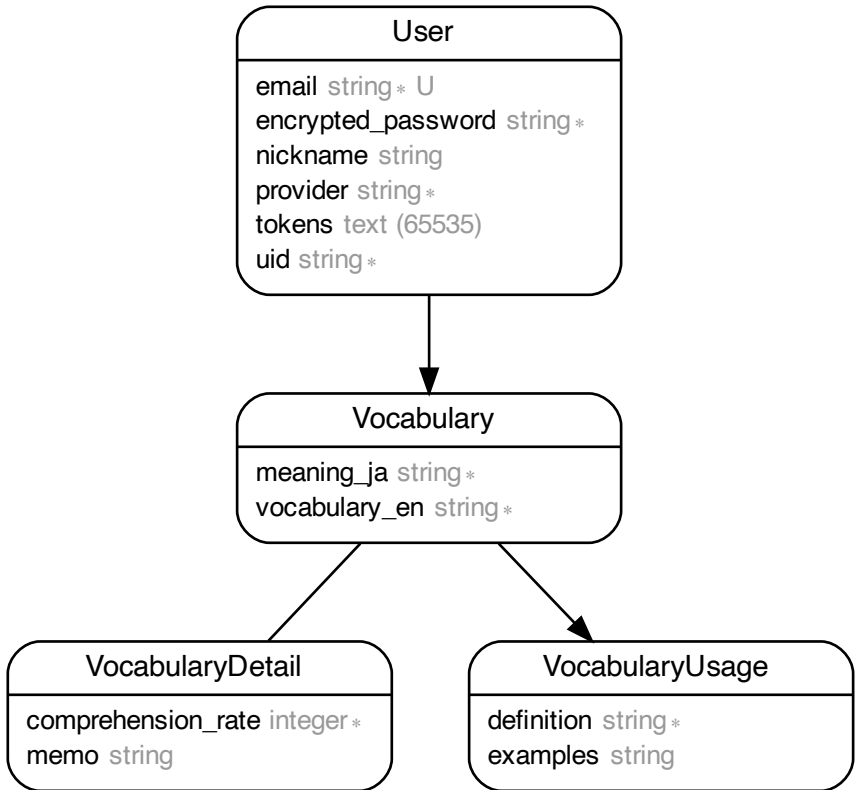 User
email string* U
encrypted_password string*
nickname string
provider string*
tokens text (65535)
uid string*
Vocabulary
meaning_ja string*
vocabulary_en string*
VocabularyDetail
comprehension_rate integer*
memo string
VocabularyUsage
definition string*
examples string